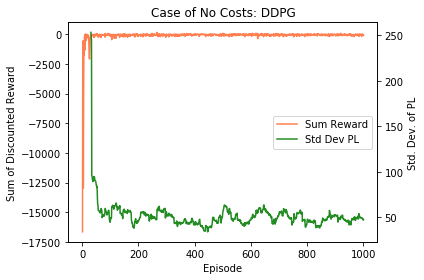 Case of No Costs: DDPG
Sum of Discounted Reward
0
−2500
−5000
−7500
−10000
−12500
−15000
−17500
Sum Reward
Std Dev PL
250
200
150
100
50
Std. Dev. of PL
0 200 400 600 800 1000
Episode